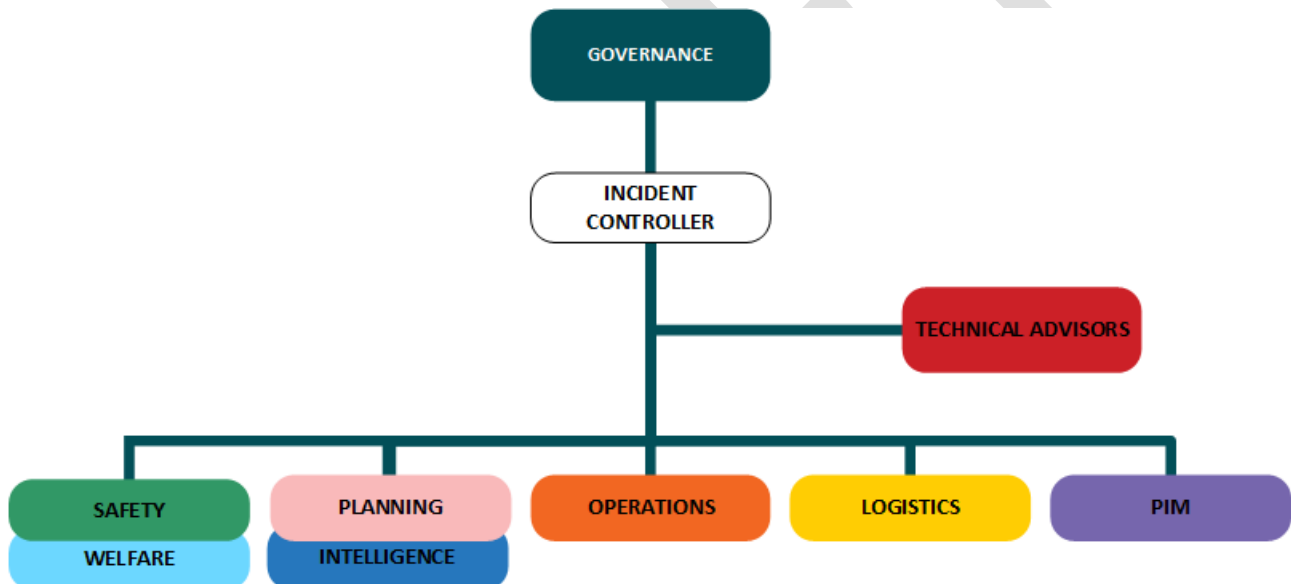 GOVERNANCE
INCIDENT
CONTROLLER
TECHNICAL ADVISORS
SAFETY
PLANNING
OPERATIONS
LOGISTICS
PIM
WELFARE
INTELLIGENCE